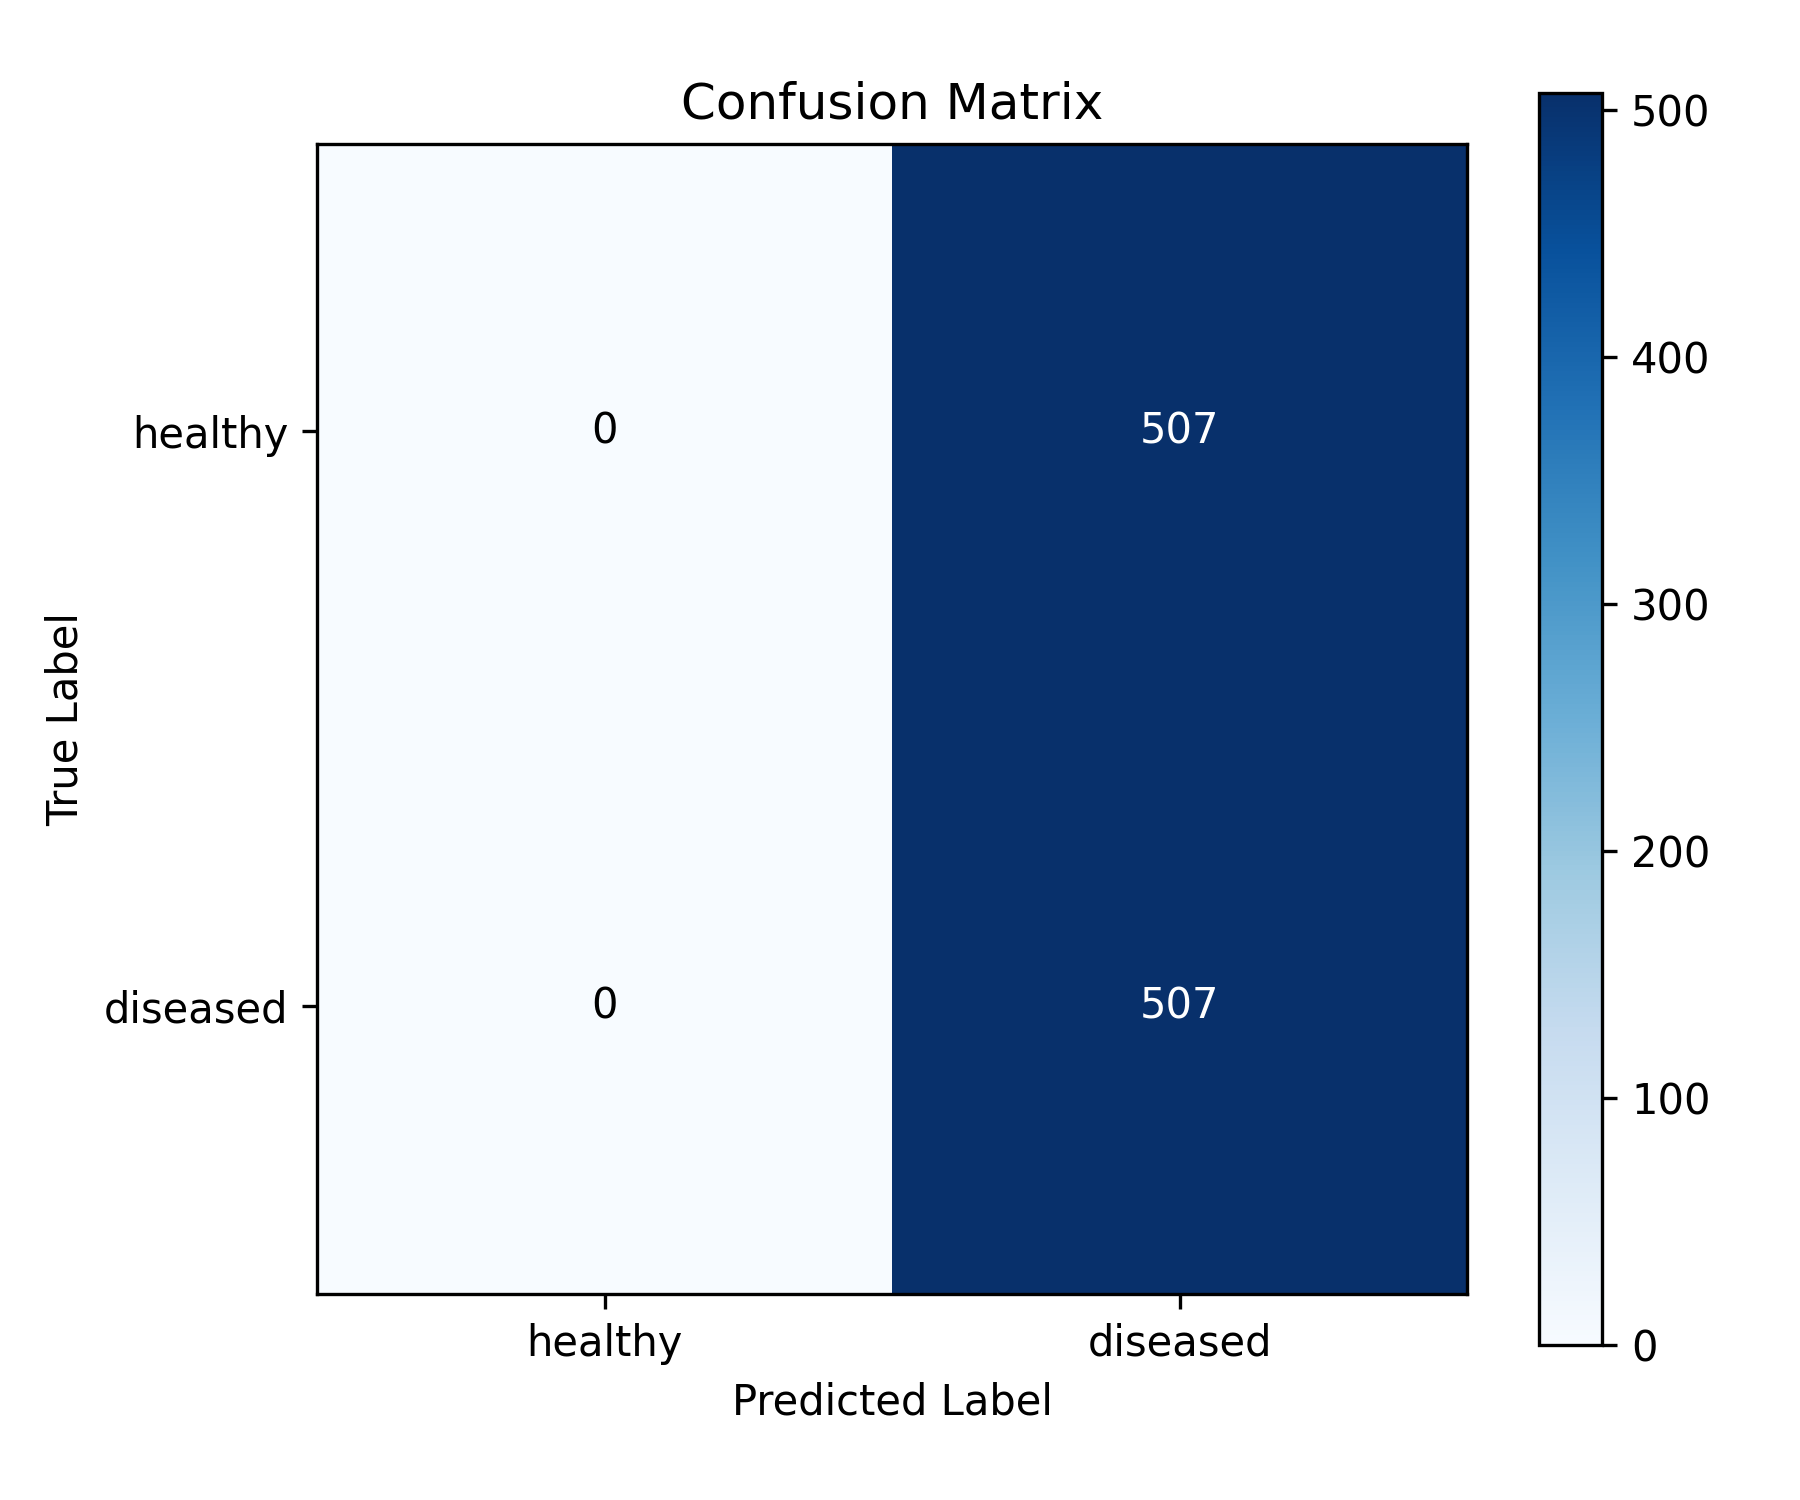 Confusion Matrix
500
400
300
200
100
0
True Label
healthy
0
507
diseased
0
507
healthy
diseased
Predicted Label